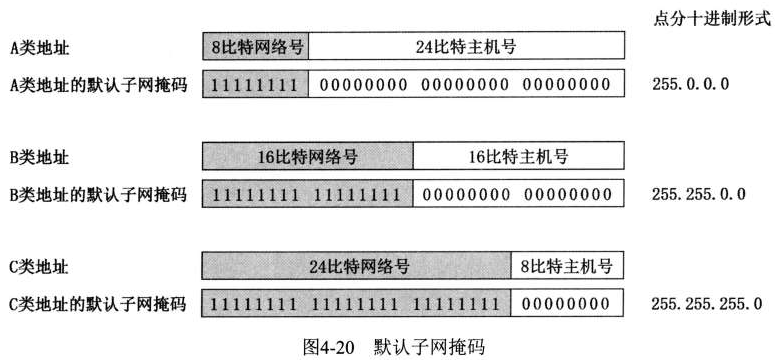 点分十进制形式
A类地址 8比特网络号 24比特主机号
A类地址的默认子网掩码 11111111 00000000 00000000 00000000 255.0.0.0
B类地址 16比特网络号 16比特主机号
B类地址的默认子网掩码 11111111 11111111 00000000 00000000 255.255.0.0
C类地址 24比特网络号 8比特主机号
C类地址的默认子网掩码 11111111 11111111 11111111 00000000 255.255.255.0
图4-20 默认子网掩码